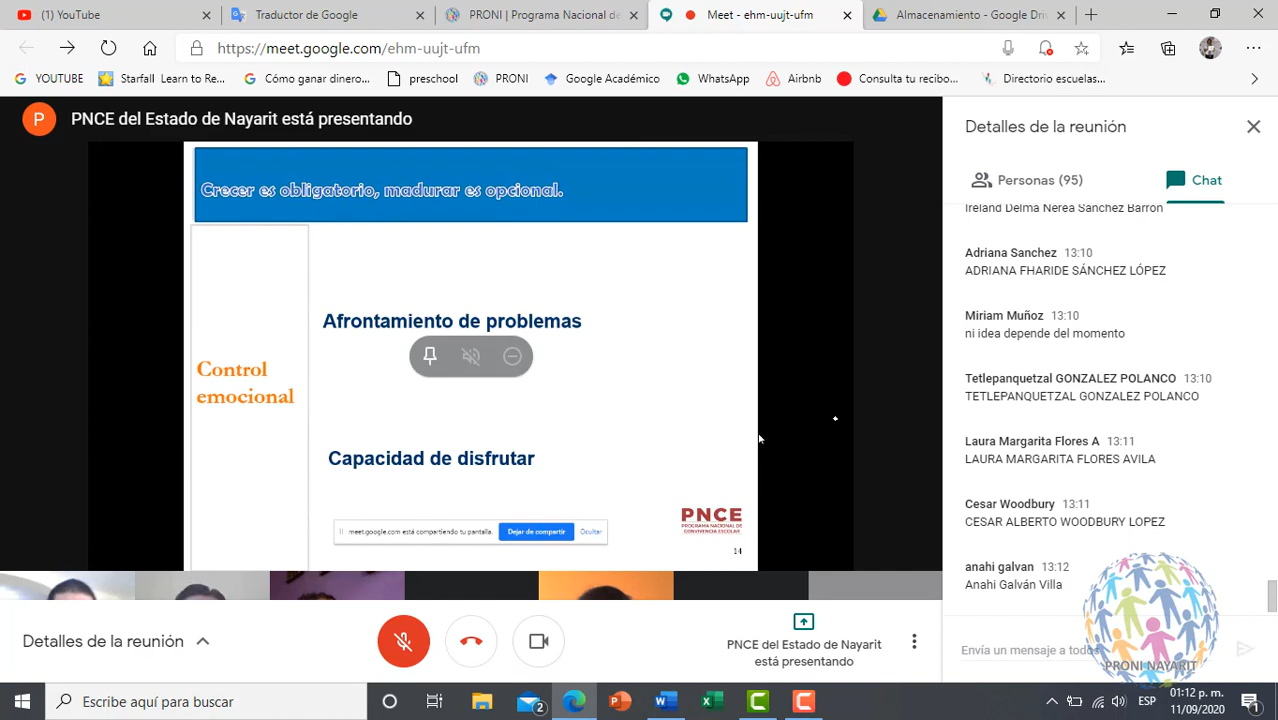 (1) YouTube
Traductor de Google
PRONI | Programa Nacional de
Meet - ehm-uujt-ufm
Almacenamiento - Google Dri
https://meet.google.com/ehm-uujt-ufm
YOUTUBE
Starfall Learn to Re...
Cómo ganar dinero...
preschool
PRONI
Google Académico
WhatsApp
Airbnb
Consulta tu recibo...
Directorio escuelas...
P
PNCE del Estado de Nayarit está presentando
Crecer es obligatorio, madurar es opcional.
Control
emocional
Afrontamiento de problemas
Capacidad de disfrutar
meet.google.com está compartiendo tu pantalla.
Dejar de compartir
Ocultar
PNCE
PROGRAMA NACIONAL DE
CONVIVENCIA ESCOLAR
14
Detalles de la reunión
Personas (95)
Chat
Ireland Delma Nerea Sanchez Barron
Adriana Sanchez 13:10
ADRIANA FHARIDE SÁNCHEZ LÓPEZ
Miriam Muñoz 13:10
ni idea depende del momento
Tetlepanquetzal GONZALEZ POLANCO 13:10
TETLEPANQUETZAL GONZALEZ POLANCO
Laura Margarita Flores A 13:11
LAURA MARGARITA FLORES AVILA
Cesar Woodbury 13:11
CESAR ALBERTO WOODBURY LOPEZ
anahi galvan 13:12
Anahi Galván Villa
Envía un mensaje a todos
PRONI NAYARIT
Detalles de la reunión
PNCE del Estado de Nayarit
está presentando
Escribe aquí para buscar
2
ESP
01:12 p. m.
11/09/2020
1